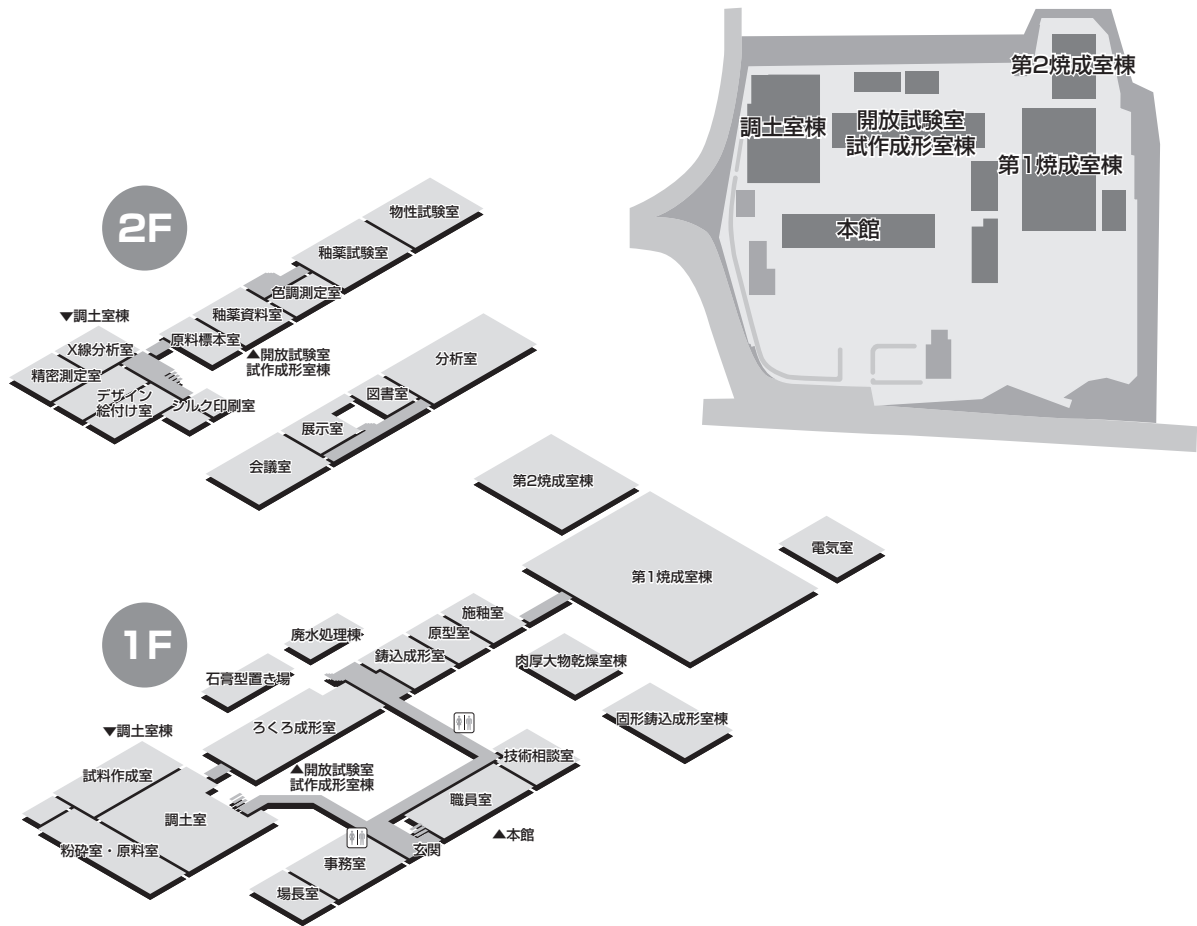 第2焼成室棟
調土室棟
開放試験室
試作成形室棟
第1焼成室棟
本館
2F
物性試験室
釉薬試験室
色調測定室
釉薬資料室
原料標本室
▼調土室棟
X線分析室
精密測定室
デザイン
絵付け室
シルク印刷室
▲開放試験室
試作成形室棟
分析室
図書室
展示室
会議室
1F
第2焼成室棟
第1焼成室棟
電気室
施釉室
原型室
鋳込成形室
廃水処理棟
石膏型置き場
肉厚大物乾燥室棟
固形鋳込成形室棟
ろくろ成形室
▼調土室棟
試料作成室
調土室
粉砕室・原料室
▲開放試験室
試作成形室棟
技術相談室
職員室
▲本館
玄関
事務室
場長室